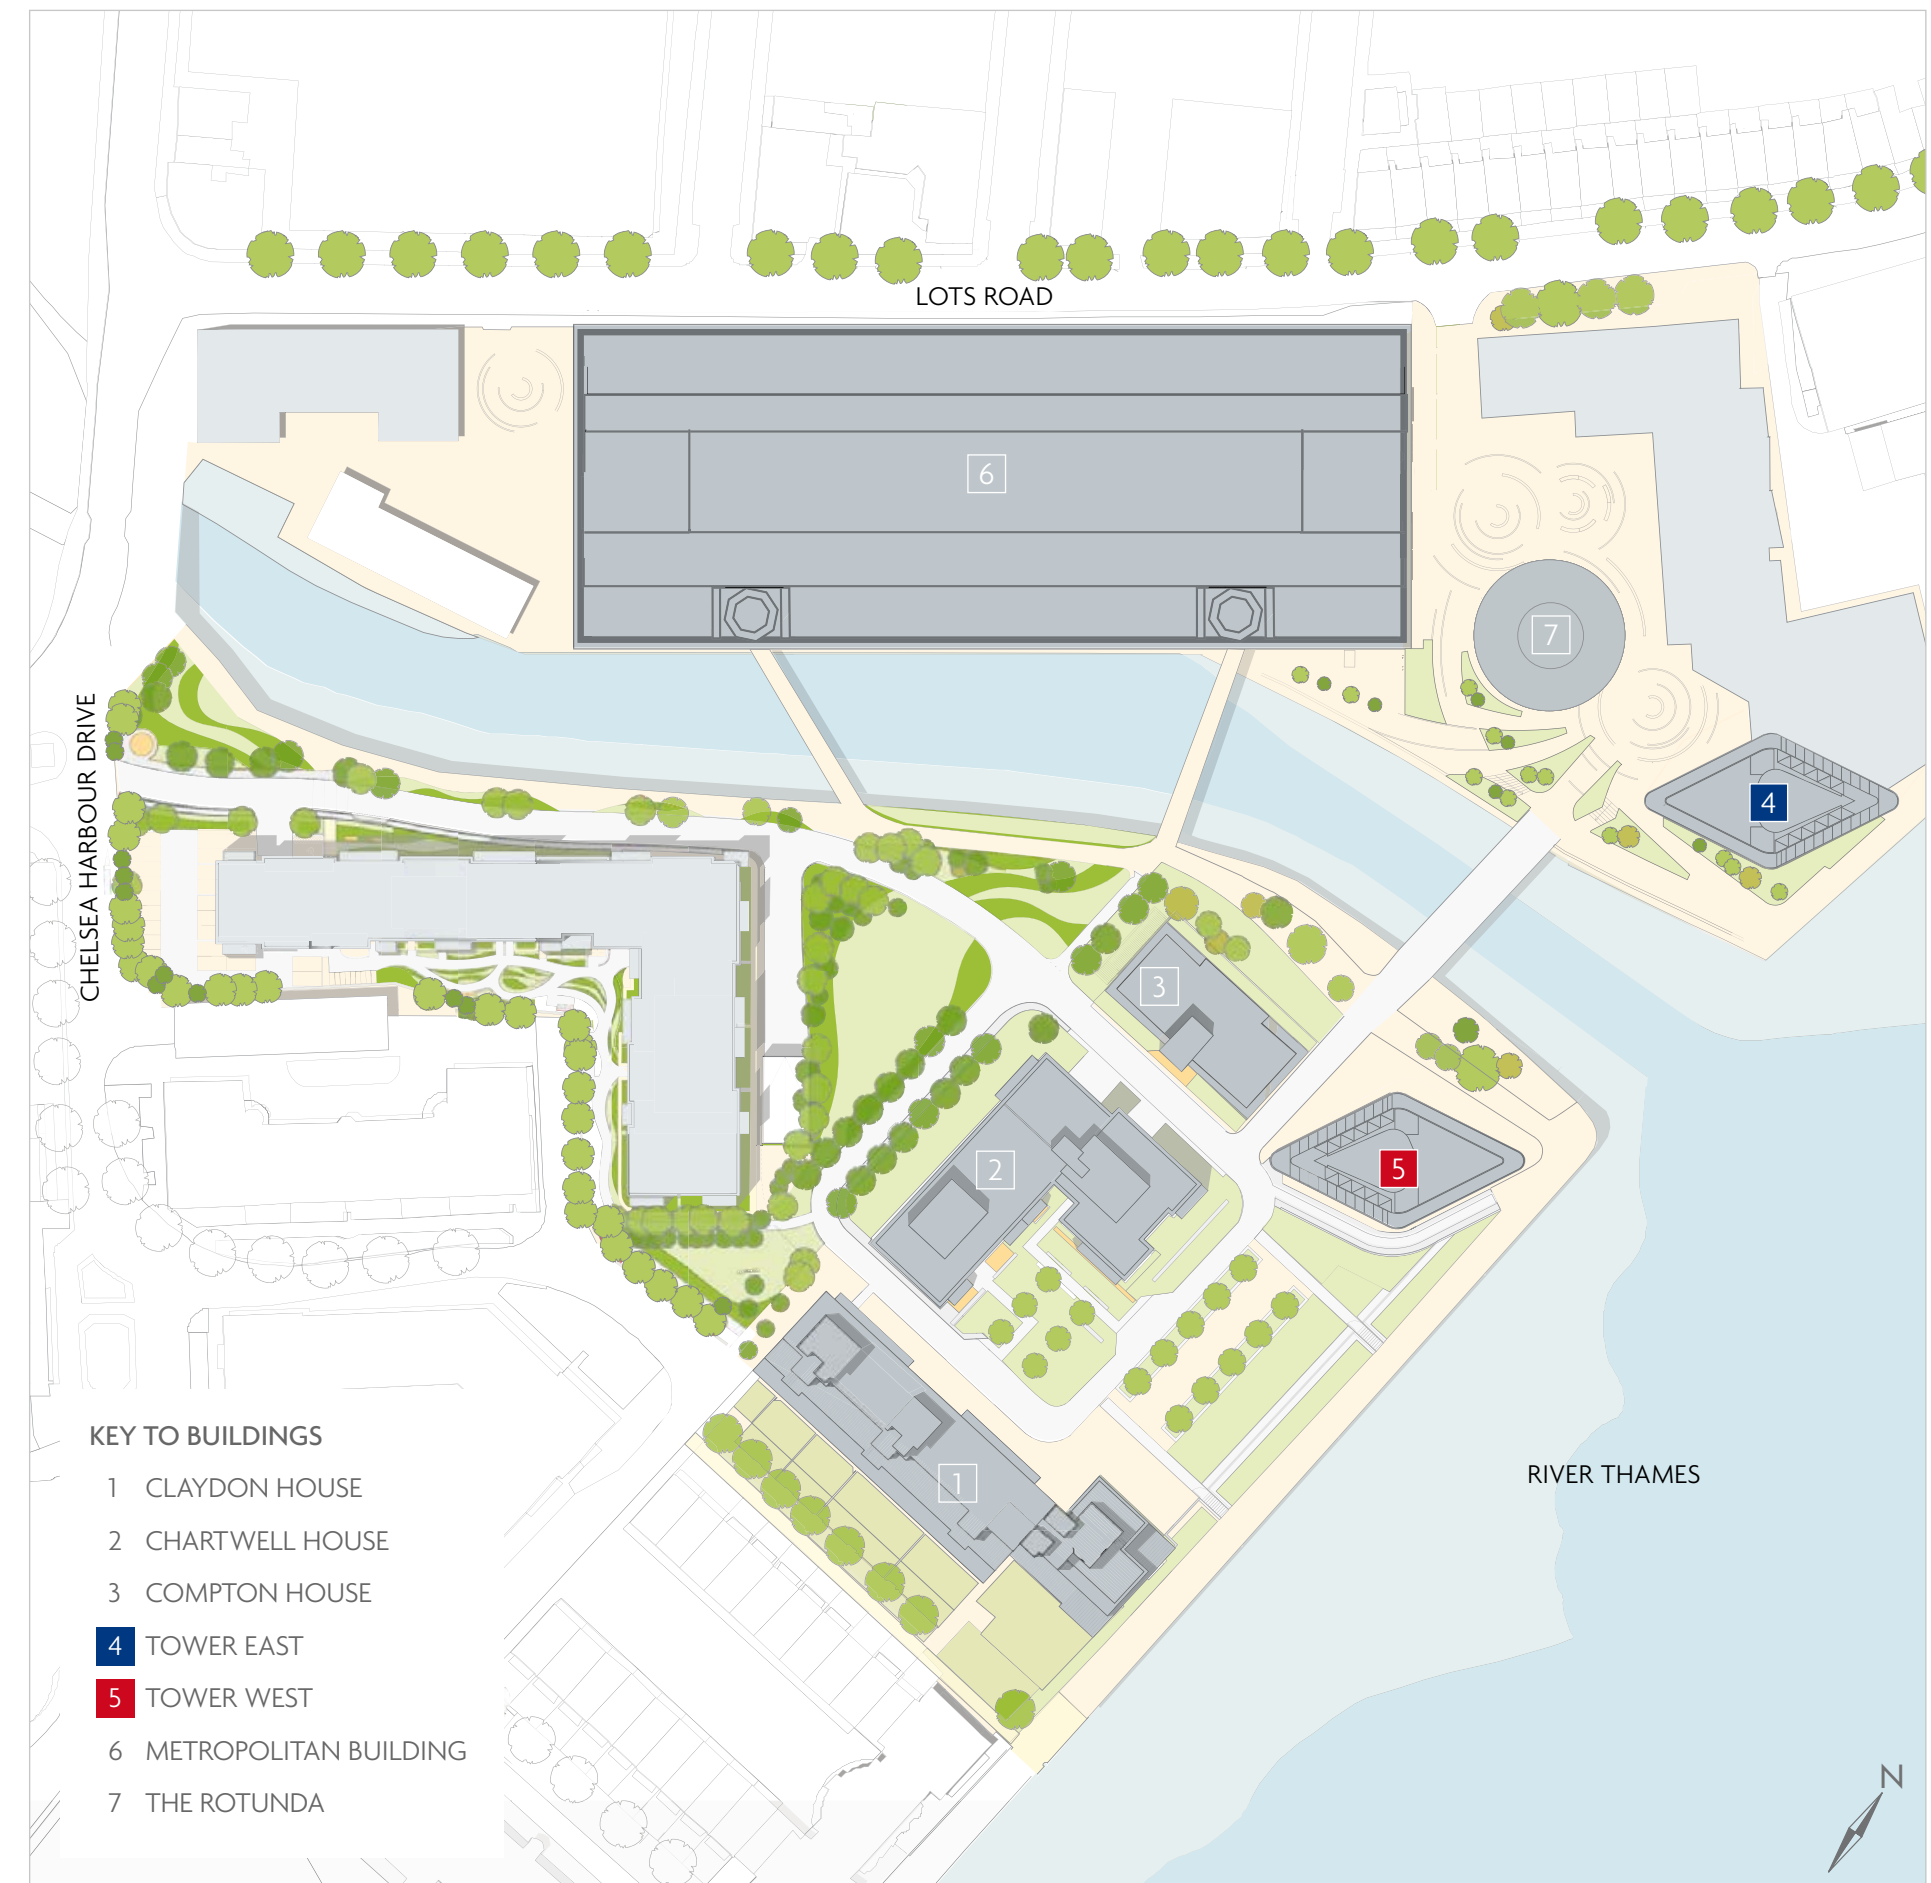 LOTS ROAD
6
7
CHELSEA HARBOUR DRIVE
4
3
5
2
1
RIVER THAMES
KEY TO BUILDINGS
1 CLAYDON HOUSE
2 CHARTWELL HOUSE
3 COMPTON HOUSE
4 TOWER EAST
5 TOWER WEST
6 METROPOLITAN BUILDING
7 THE ROTUNDA
N